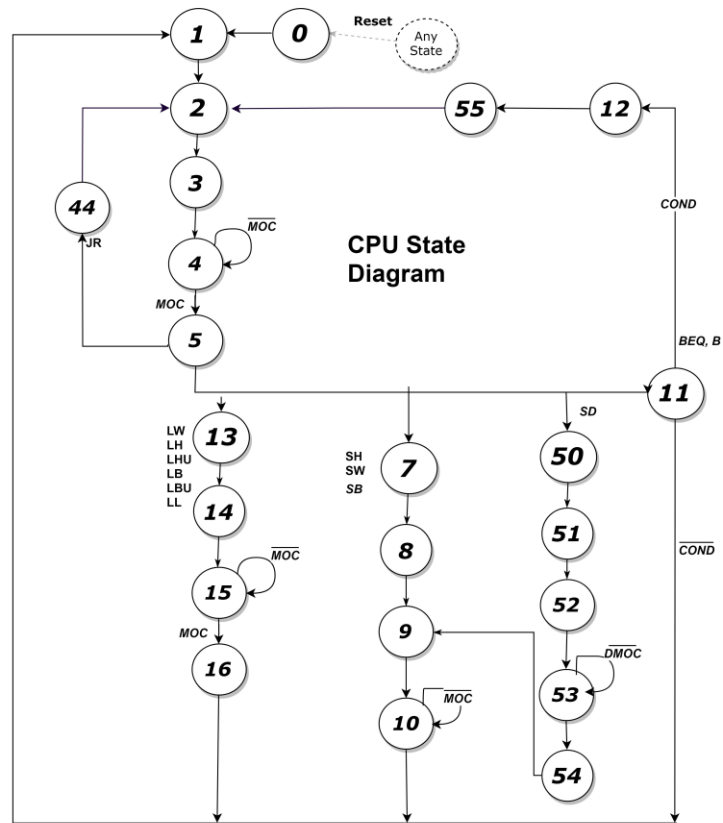 Reset
1
0
Any
State
2
55
12
3
44
JR
MOC
4
COND
CPU State
Diagram
MOC
5
BEQ, B
11
LW
LH
LHU
LB
LBU
LL
13
SH
SW
SB
7
SD
50
14
8
51
MOC
COND
15
52
MOC
9
DMOC
16
MOC
53
10
54